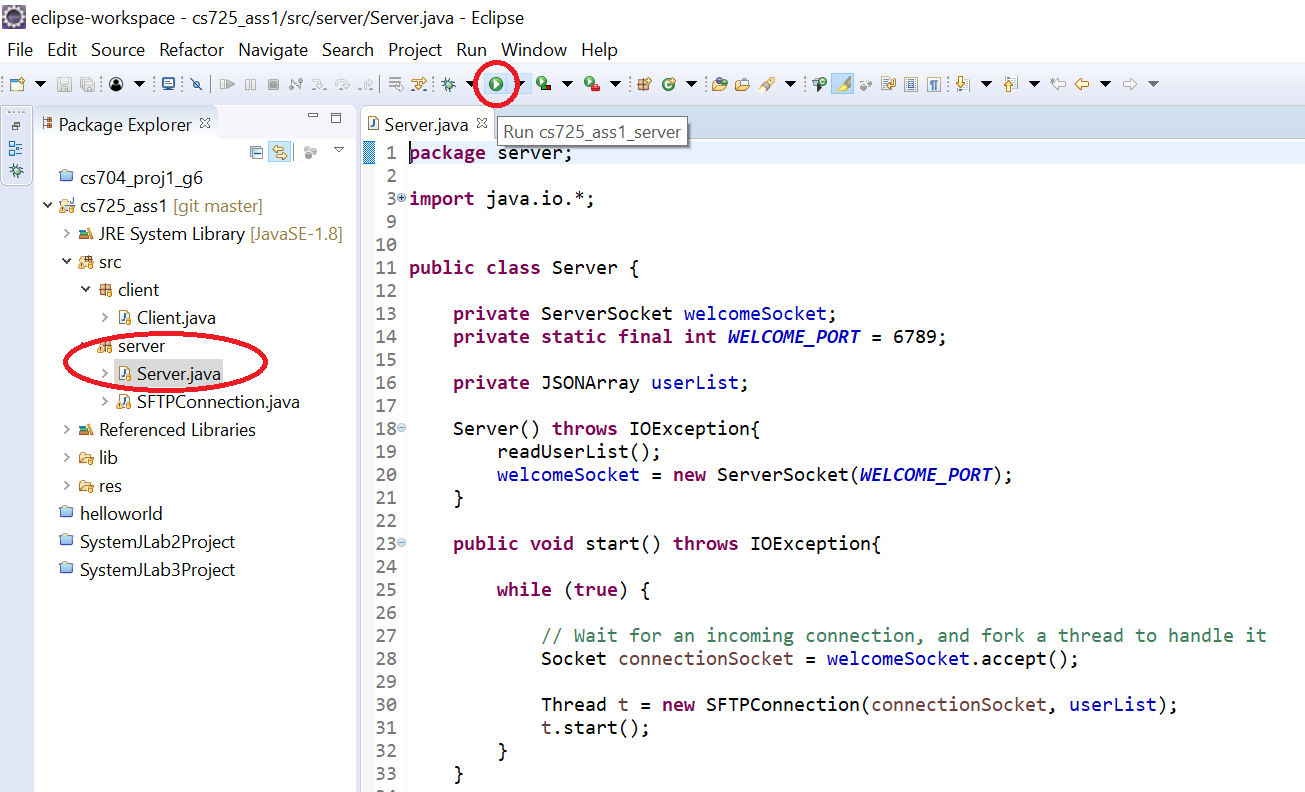 eclipse-workspace - cs725_ass1/src/server/Server.java - Eclipse
File Edit Source Refactor Navigate Search Project Run Window Help
Package Explorer
cs704_proj1_g6
cs725_ass1 [git master]
JRE System Library [JavaSE-1.8]
src
client
Client.java
server
Server.java
SFTPConnection.java
Referenced Libraries
lib
res
helloworld
SystemJLab2Project
SystemJLab3Project
Server.java
Run cs725_ass1_server
1 package server;
2
3 import java.io.*;
9
10
11 public class Server {
12
13 private ServerSocket welcomeSocket;
14 private static final int WELCOME_PORT = 6789;
15
16 private JSONArray userList;
17
18 Server() throws IOException{
19 readUserList();
20 welcomeSocket = new ServerSocket(WELCOME_PORT);
21 }
22
23 public void start() throws IOException{
24
25 while (true) {
26
27 // Wait for an incoming connection, and fork a thread to handle it
28 Socket connectionSocket = welcomeSocket.accept();
29
30 Thread t = new SFTPConnection(connectionSocket, userList);
31 t.start();
32 }
33 }